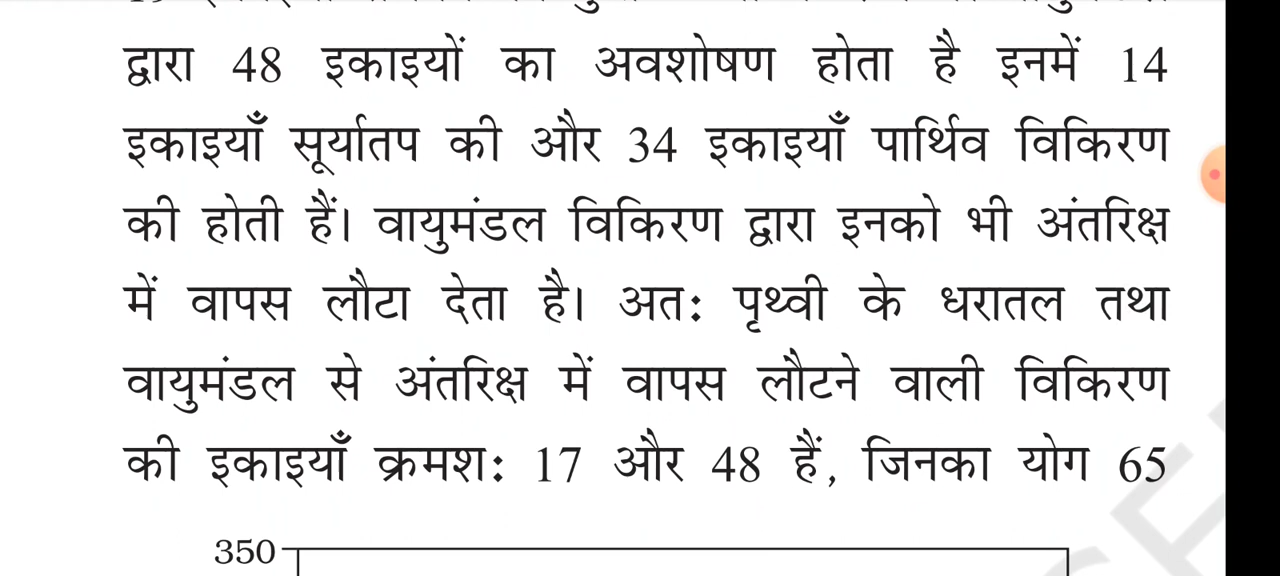 द्वारा 48 इकाइयों का अवशोषण होता है इनमें 14
इकाइयाँ सूर्यातप की और 34 इकाइयाँ पार्थिव विकिरण
की होती हैं। वायुमंडल विकिरण द्वारा इनको भी अंतरिक्ष
में वापस लौटा देता है। अत: पृथ्वी के धरातल तथा
वायुमंडल से अंतरिक्ष में वापस लौटने वाली विकिरण
की इकाइयाँ क्रमश: 17 और 48 हैं, जिनका योग 65
350